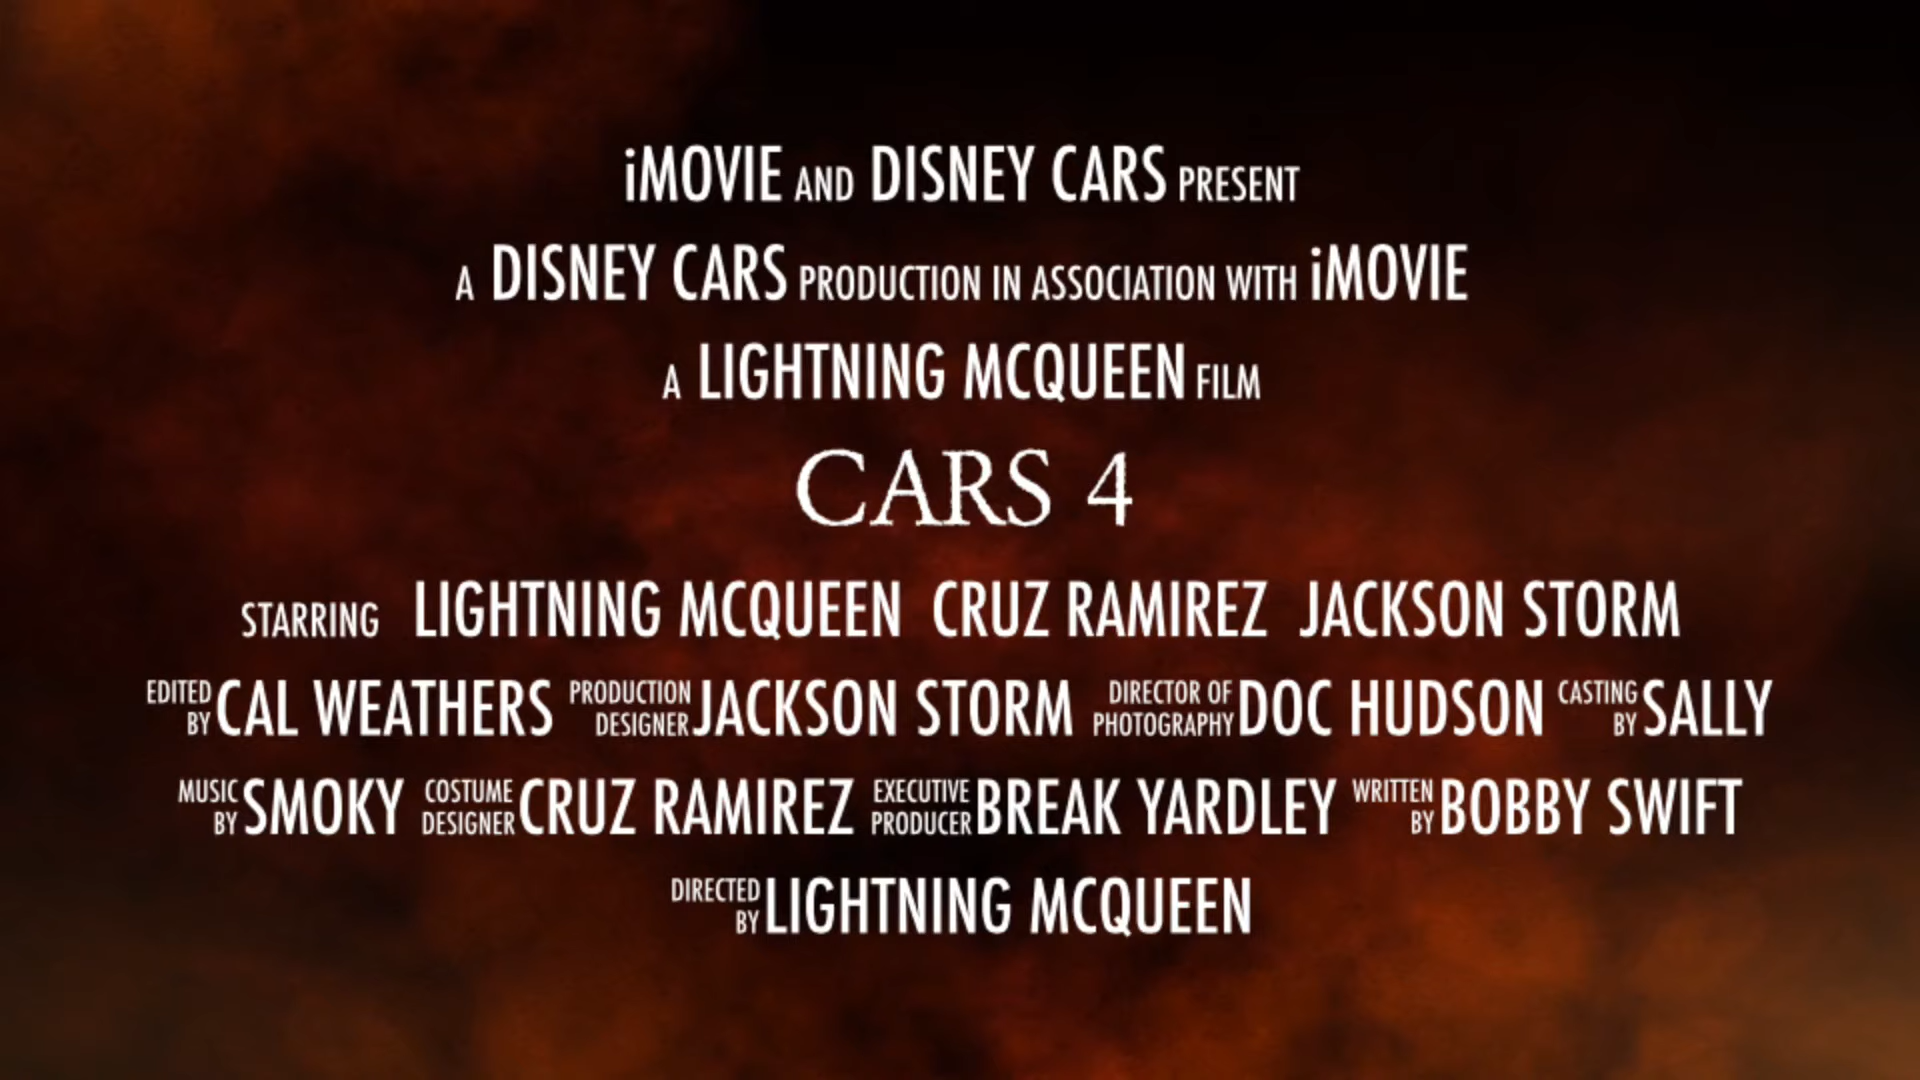 iMOVIE AND DISNEY CARS PRESENT
A DISNEY CARS PRODUCTION IN ASSOCIATION WITH iMOVIE
A LIGHTNING MCQUEEN FILM
CARS 4
STARRING LIGHTNING MCQUEEN CRUZ RAMIREZ JACKSON STORM
EDITED BY CAL WEATHERS PRODUCTION DESIGNER JACKSON STORM DIRECTOR OF PHOTOGRAPHY DOC HUDSON CASTING BY SALLY
MUSIC BY SMOKY COSTUME DESIGNER CRUZ RAMIREZ EXECUTIVE PRODUCER BREAK YARDLEY WRITTEN BY BOBBY SWIFT
DIRECTED BY LIGHTNING MCQUEEN